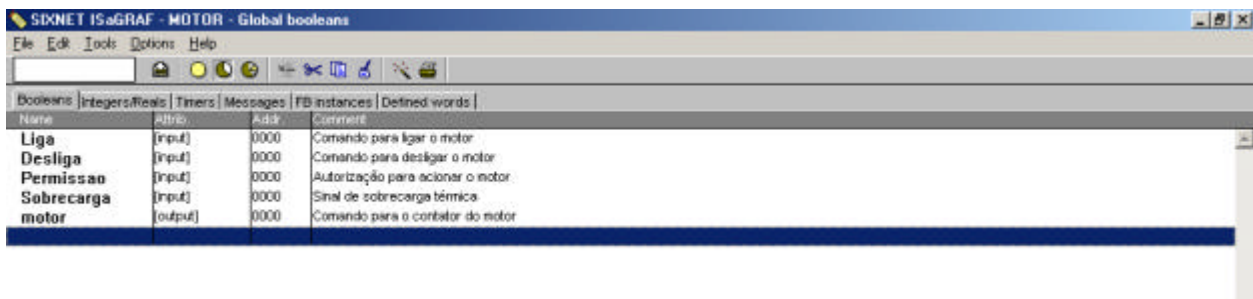 SIXNET ISaGRAF - MOTOR - Global booleans
File Edit Tools Options Help
Booleans Integers/Reals Timers Messages FB instances Defined words
Name Attrib. Addr. Comment
Liga [input] 0000 Comando para ligar o motor
Desliga [input] 0000 Comando para desligar o motor
Permissao [input] 0000 Autorização para acionar o motor
Sobrecarga [input] 0000 Sinal de sobrecarga térmica
motor [output] 0000 Comando para o contator do motor